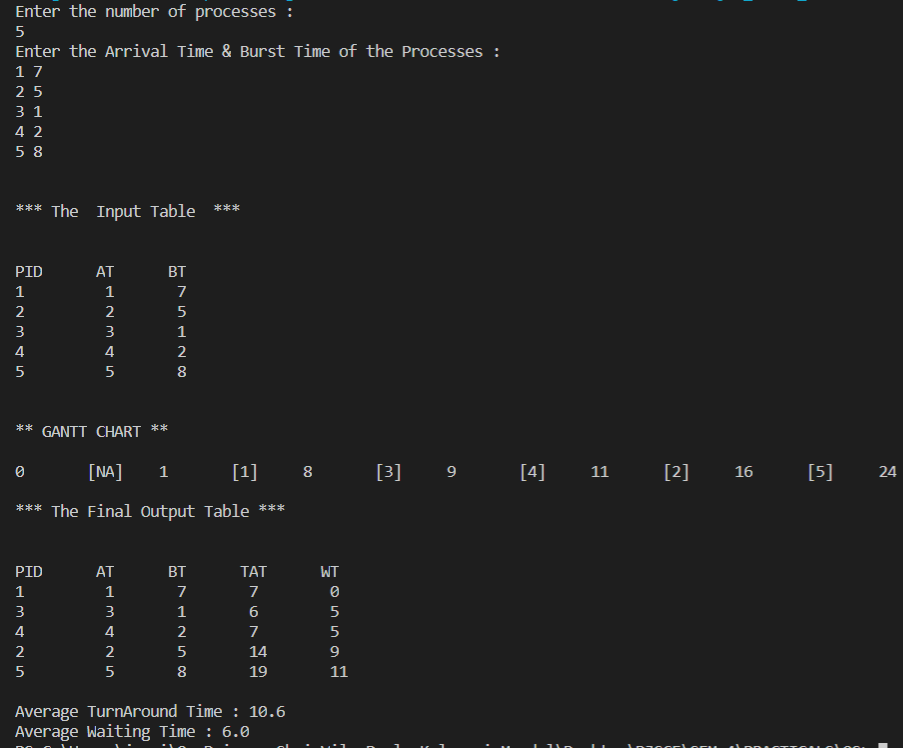 Enter the number of processes :
5
Enter the Arrival Time & Burst Time of the Processes :
1 7
2 5
3 1
4 2
5 8
*** The  Input Table  ***
PID      AT      BT
1         1       7
2         2       5
3         3       1
4         4       2
5         5       8
** GANTT CHART **
0       [NA]    1       [1]     8       [3]     9       [4]     11      [2]     16      [5]     24
*** The Final Output Table ***
PID      AT      BT      TAT      WT
1         1       7       7        0
3         3       1       6        5
4         4       2       7        5
2         2       5       14       9
5         5       8       19       11
Average TurnAround Time : 10.6
Average Waiting Time : 6.0